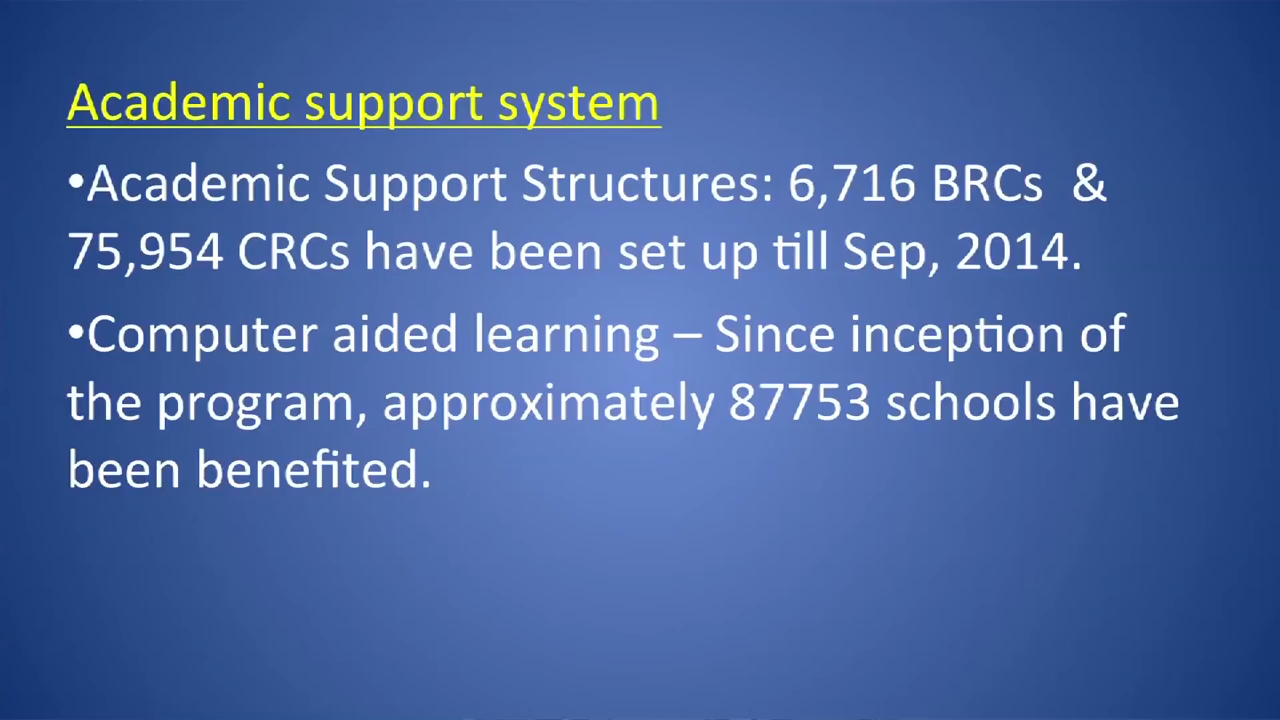 Academic support system
•Academic Support Structures: 6,716 BRCs  &
75,954 CRCs have been set up till Sep, 2014.
•Computer aided learning – Since inception of
the program, approximately 87753 schools have
been benefited.